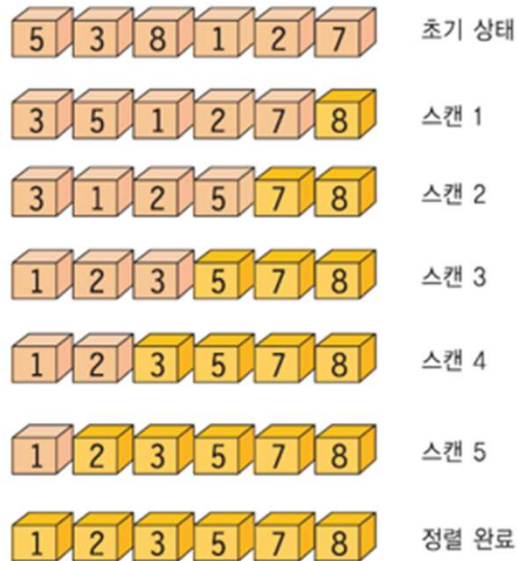 5 3 8 1 2 7 초기 상태
3 5 1 2 7 8 스캔 1
3 1 2 5 7 8 스캔 2
1 2 3 5 7 8 스캔 3
1 2 3 5 7 8 스캔 4
1 2 3 5 7 8 스캔 5
1 2 3 5 7 8 정렬 완료